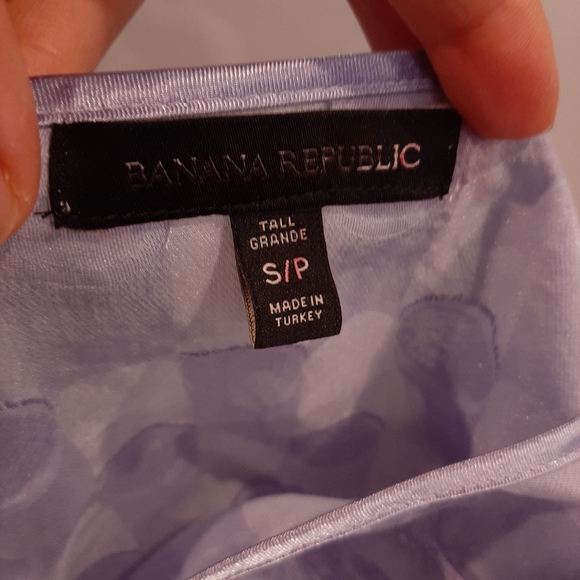 BANANA REPUBLIC
TALL
GRANDE
S/P
MADE IN
TURKEY